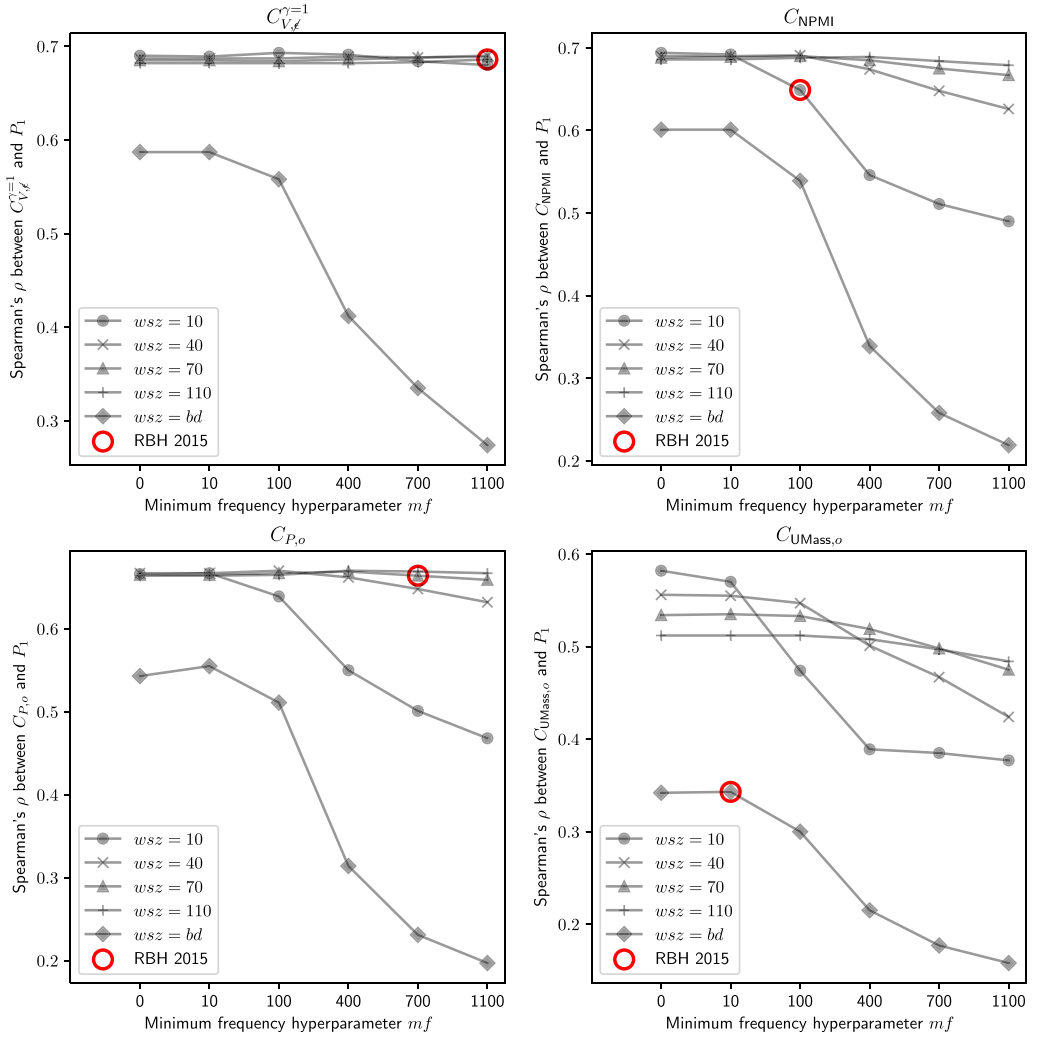 $C_{V,\not\epsilon}^{\gamma=1}$
Spearman's ρ between $C_{V,\not\epsilon}^{\gamma=1}$ and $P_1$
0.7
0.6
0.5
0.4
0.3
wsz = 10
wsz = 40
wsz = 70
wsz = 110
wsz = bd
RBH 2015
0 10 100 400 700 1100
Minimum frequency hyperparameter mf
$C_{\mathsf{NPMI}}$
Spearman's ρ between $C_{\mathsf{NPMI}}$ and $P_1$
0.7
0.6
0.5
0.4
0.3
0.2
wsz = 10
wsz = 40
wsz = 70
wsz = 110
wsz = bd
RBH 2015
0 10 100 400 700 1100
Minimum frequency hyperparameter mf
$C_{P,o}$
Spearman's ρ between $C_{P,o}$ and $P_1$
0.6
0.5
0.4
0.3
0.2
wsz = 10
wsz = 40
wsz = 70
wsz = 110
wsz = bd
RBH 2015
0 10 100 400 700 1100
Minimum frequency hyperparameter mf
$C_{\mathsf{UMass},o}$
Spearman's ρ between $C_{\mathsf{UMass},o}$ and $P_1$
0.6
0.5
0.4
0.3
0.2
wsz = 10
wsz = 40
wsz = 70
wsz = 110
wsz = bd
RBH 2015
0 10 100 400 700 1100
Minimum frequency hyperparameter mf